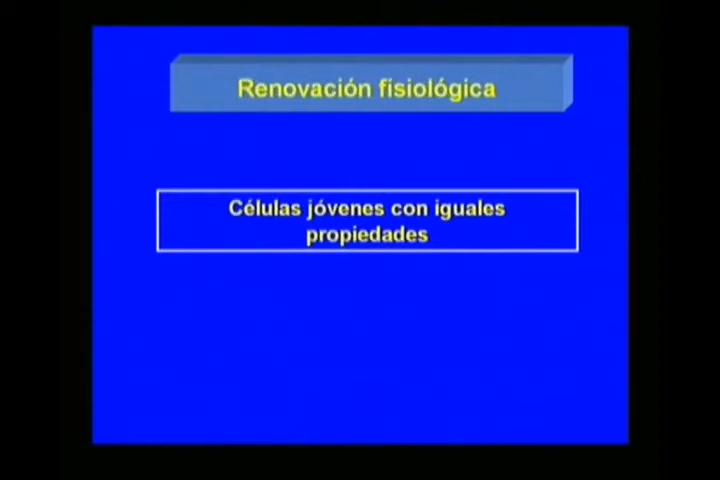 Renovación fisiológica
Células jóvenes con iguales
propiedades